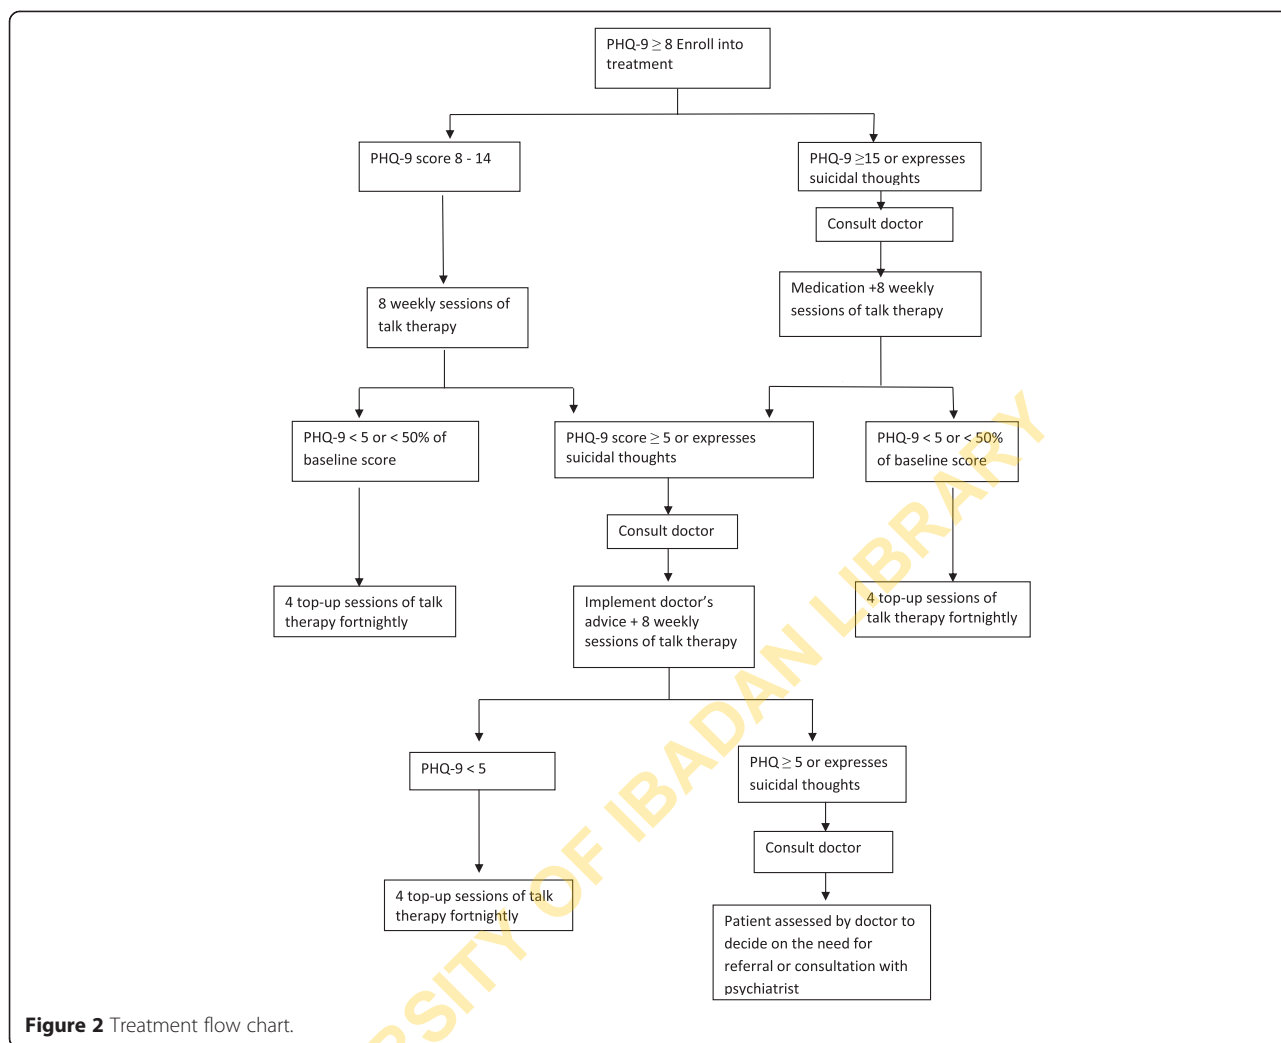 PHQ-9 ≥ 8 Enroll into
treatment
PHQ-9 score 8 - 14
PHQ-9 ≥15 or expresses
suicidal thoughts
Consult doctor
8 weekly sessions of
talk therapy
Medication +8 weekly
sessions of talk therapy
PHQ-9 < 5 or < 50% of
baseline score
PHQ-9 score ≥ 5 or expresses
suicidal thoughts
PHQ-9 < 5 or < 50%
of baseline score
Consult doctor
4 top-up sessions of talk
therapy fortnightly
Implement doctor's
advice + 8 weekly
sessions of talk therapy
4 top-up sessions of
talk therapy fortnightly
PHQ-9 < 5
PHQ ≥ 5 or expresses
suicidal thoughts
Consult doctor
4 top-up sessions of talk
therapy fortnightly
Patient assessed by doctor to
decide on the need for
referral or consultation with
psychiatrist
Figure 2 Treatment flow chart.
RSITY OF IBADAN LIBRARY